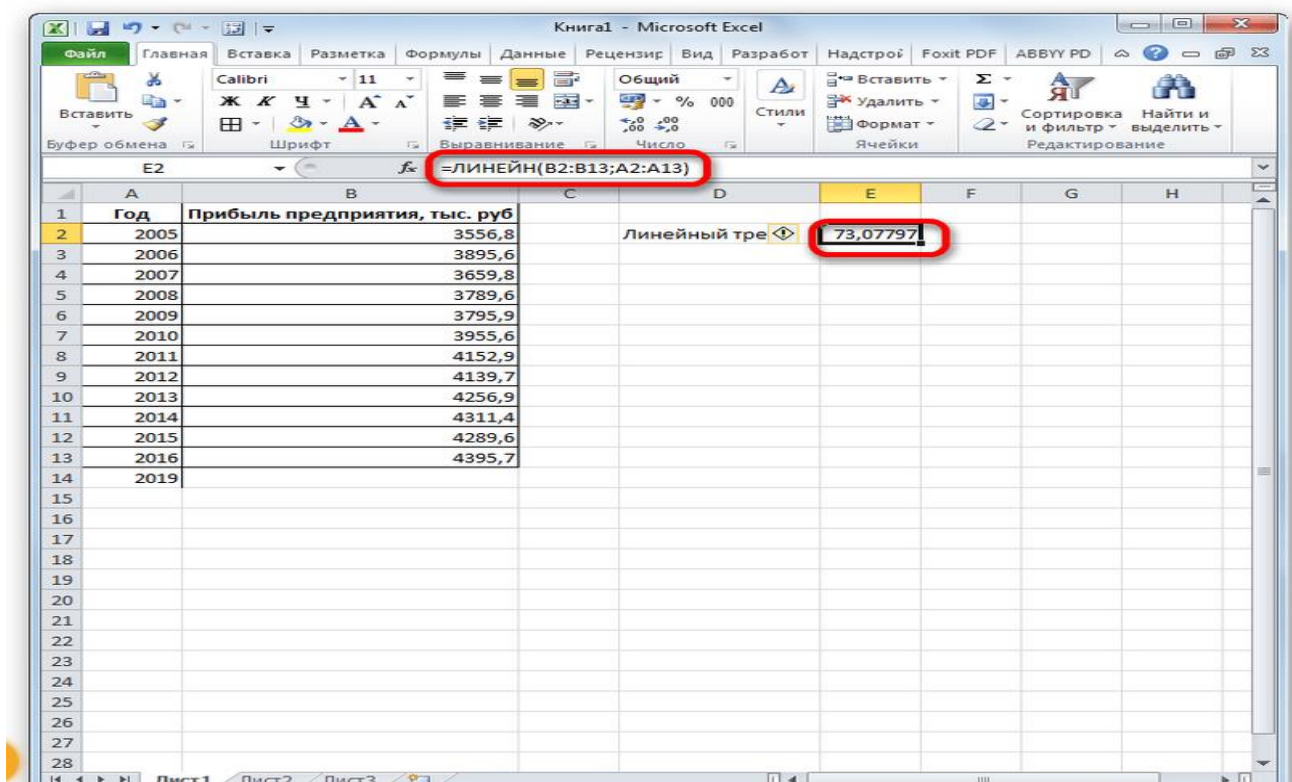 Книга1 - Microsoft Excel
Файл Главная Вставка Разметка Формулы Данные Рецензир Вид Разработ Надстрой Foxit PDF ABBYY PD
Calibri 11 Общий Вставить Σ
Ж К Ч А А % 000 Удалить
Вставить А ,00 ,0 Стили Формат Сортировка и фильтр Найти и выделить
Буфер обмена Шрифт Выравнивание Число Ячейки Редактирование
E2 fx =ЛИНЕЙН(B2:B13;A2:A13)
A B C D E F G H
1 Год Прибыль предприятия, тыс. руб
2 2005 3556,8 Линейный тре 73,07797
3 2006 3895,6
4 2007 3659,8
5 2008 3789,6
6 2009 3795,9
7 2010 3955,6
8 2011 4152,9
9 2012 4139,7
10 2013 4256,9
11 2014 4311,4
12 2015 4289,6
13 2016 4395,7
14 2019
15
16
17
18
19
20
21
22
23
24
25
26
27
28
Лист1 Лист2 Лист3